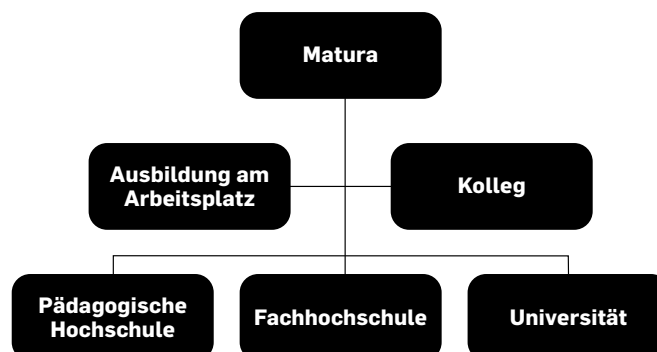 Matura
Ausbildung am
Arbeitsplatz
Kolleg
Pädagogische
Hochschule
Fachhochschule
Universität